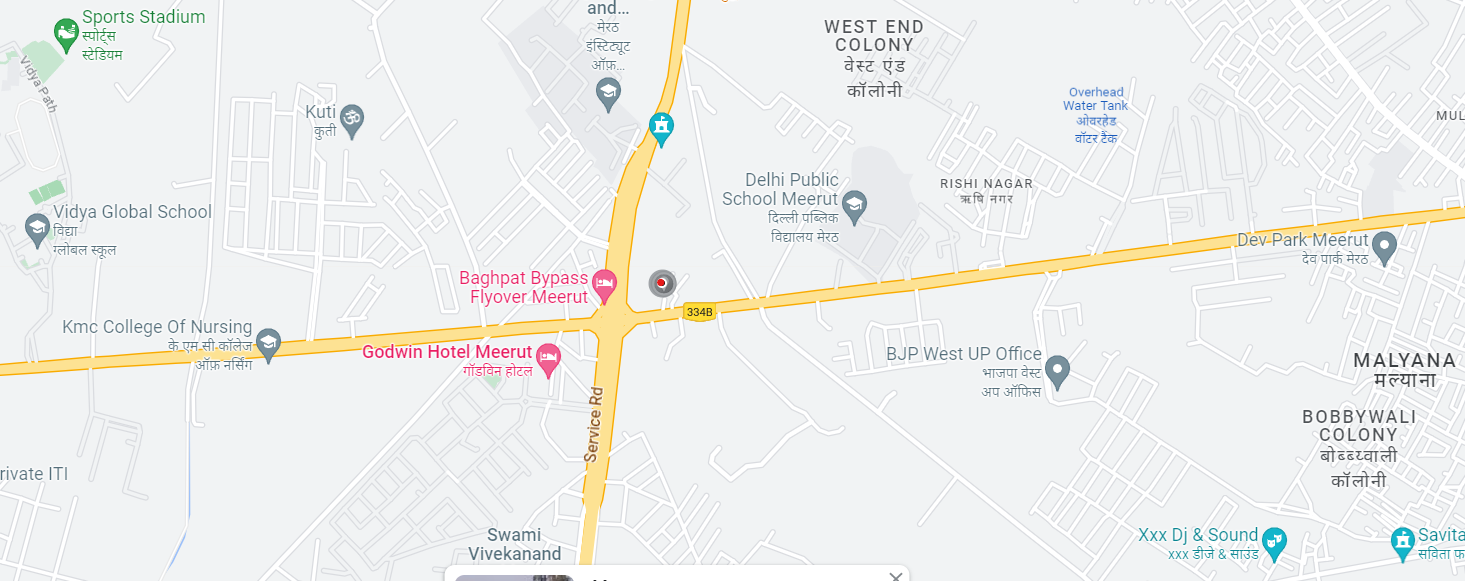 Sports Stadium
स्पोर्ट्स
स्टेडियम
Vidya Path
and...
मेरठ
इंस्टिट्यूट
ऑफ़...
WEST END
COLONY
वेस्ट एंड
कॉलोनी
Overhead
Water Tank
ओवरहेड
वॉटर टैंक
MUL
Kuti
कुती
Delhi Public
School Meerut
दिल्ली पब्लिक
विद्यालय मेरठ
RISHI NAGAR
ऋषि नगर
Vidya Global School
विद्या
ग्लोबल स्कूल
Dev Park Meerut
देव पार्क मेरठ
Baghpat Bypass
Flyover Meerut
334B
Kmc College Of Nursing
के एम सी कॉलेज
ऑफ़ नर्सिंग
Godwin Hotel Meerut
गॉडविन होटल
BJP West UP Office
भाजपा वेस्ट
अप ऑफिस
MALYANA
मल्याना
Service Rd
BOBBYWALI
COLONY
बोब्ब्य्वाली
कॉलोनी
rivate ITI
Swami
Vivekanand
Xxx Dj & Sound
xxx डीजे & साउंड
Savita
सविता फ